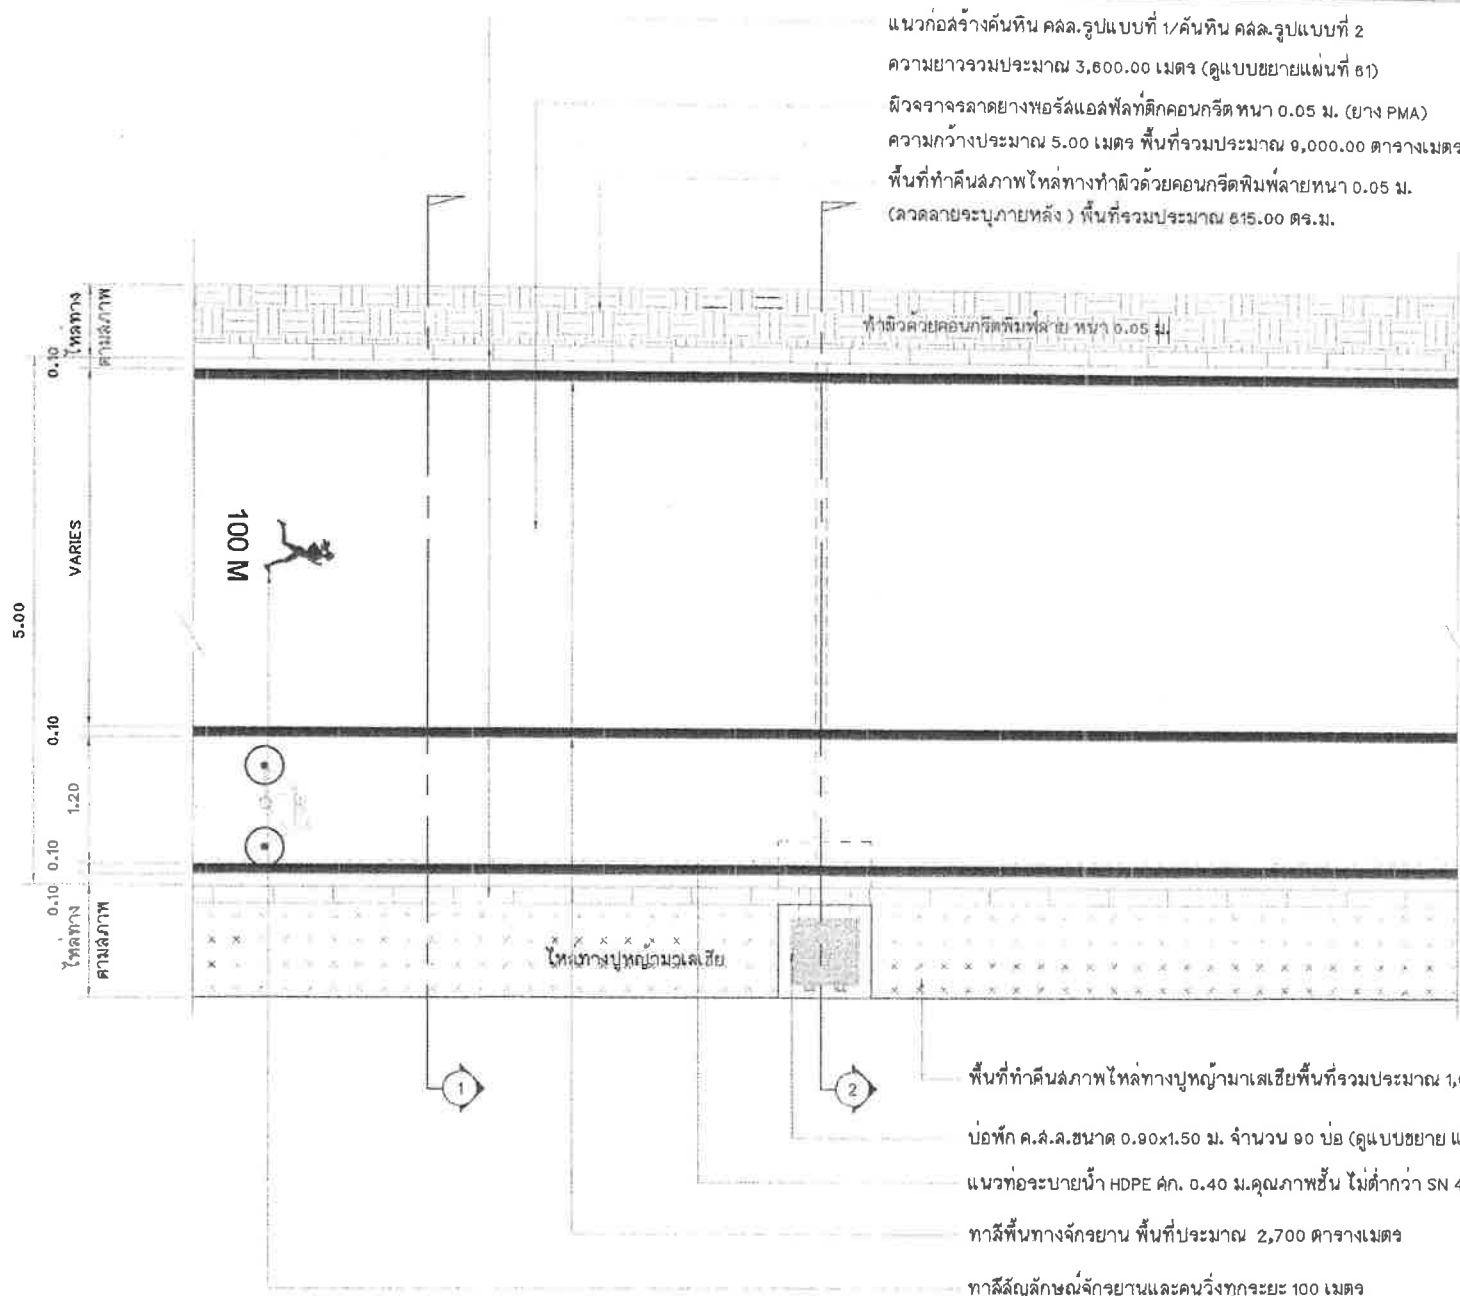 แนวก่อสร้างคันหิน คสล.รูปแบบที่ 1/คันหิน คสล.รูปแบบที่ 2
ความยาวรวมประมาณ 3,600.00 เมตร (ดูแบบขยายแผ่นที่ 61)
ผิวจราจรลาดยางพอรัสแอสฟัลท์ติกคอนกรีต หนา 0.05 ม. (ยาง PMA)
ความกว้างประมาณ 5.00 เมตร พื้นที่รวมประมาณ 9,000.00 ตารางเมตร
พื้นที่ทำคืนสภาพไหล่ทางทำผิวด้วยคอนกรีตพิมพ์ลายหนา 0.05 ม.
(ลวดลายระบุภายหลัง ) พื้นที่รวมประมาณ 615.00 ตร.ม.
ไหล่ทาง
ตามสภาพ
ทำผิวด้วยคอนกรีตพิมพ์ลาย หนา 0.05 ม.
0.10
VARIES
5.00
100 M
0.10
1.20
0.10
0.10
ไหล่ทาง
ตามสภาพ
ไหล่ทางปูหญ้ามาเลเซีย
1
2
พื้นที่ทำคืนสภาพไหล่ทางปูหญ้ามาเลเซียพื้นที่รวมประมาณ 1,
บ่อพัก ค.ส.ล.ขนาด 0.90x1.50 ม. จำนวน 90 บ่อ (ดูแบบขยาย
แนวท่อระบายน้ำ HDPE ศก. 0.40 ม.คุณภาพชั้น ไม่ต่ำกว่า SN 4
ทาสีพื้นทางจักรยาน พื้นที่ประมาณ 2,700 ตารางเมตร
ทาสีสัญลักษณ์จักรยานและคนวิ่งทุกระยะ 100 เมตร